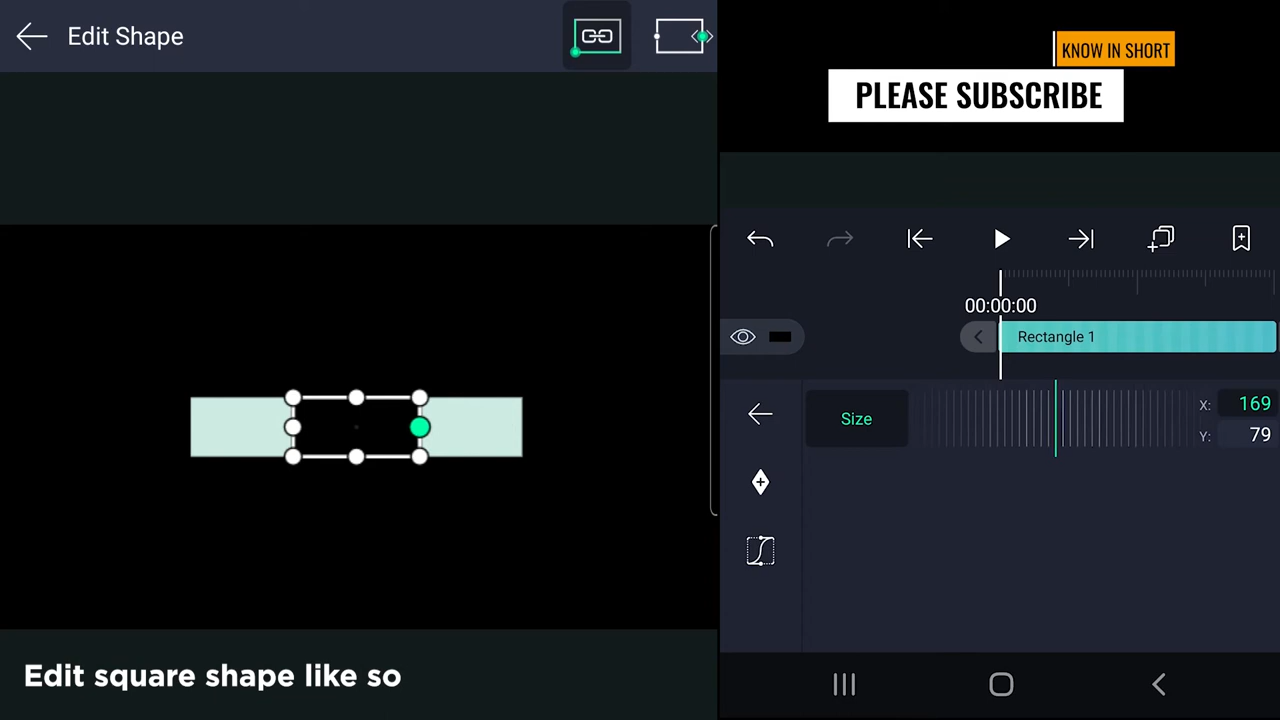 Edit Shape
KNOW IN SHORT
PLEASE SUBSCRIBE
00:00:00
Rectangle 1
Size
X: 169
Y: 79
Edit square shape like so